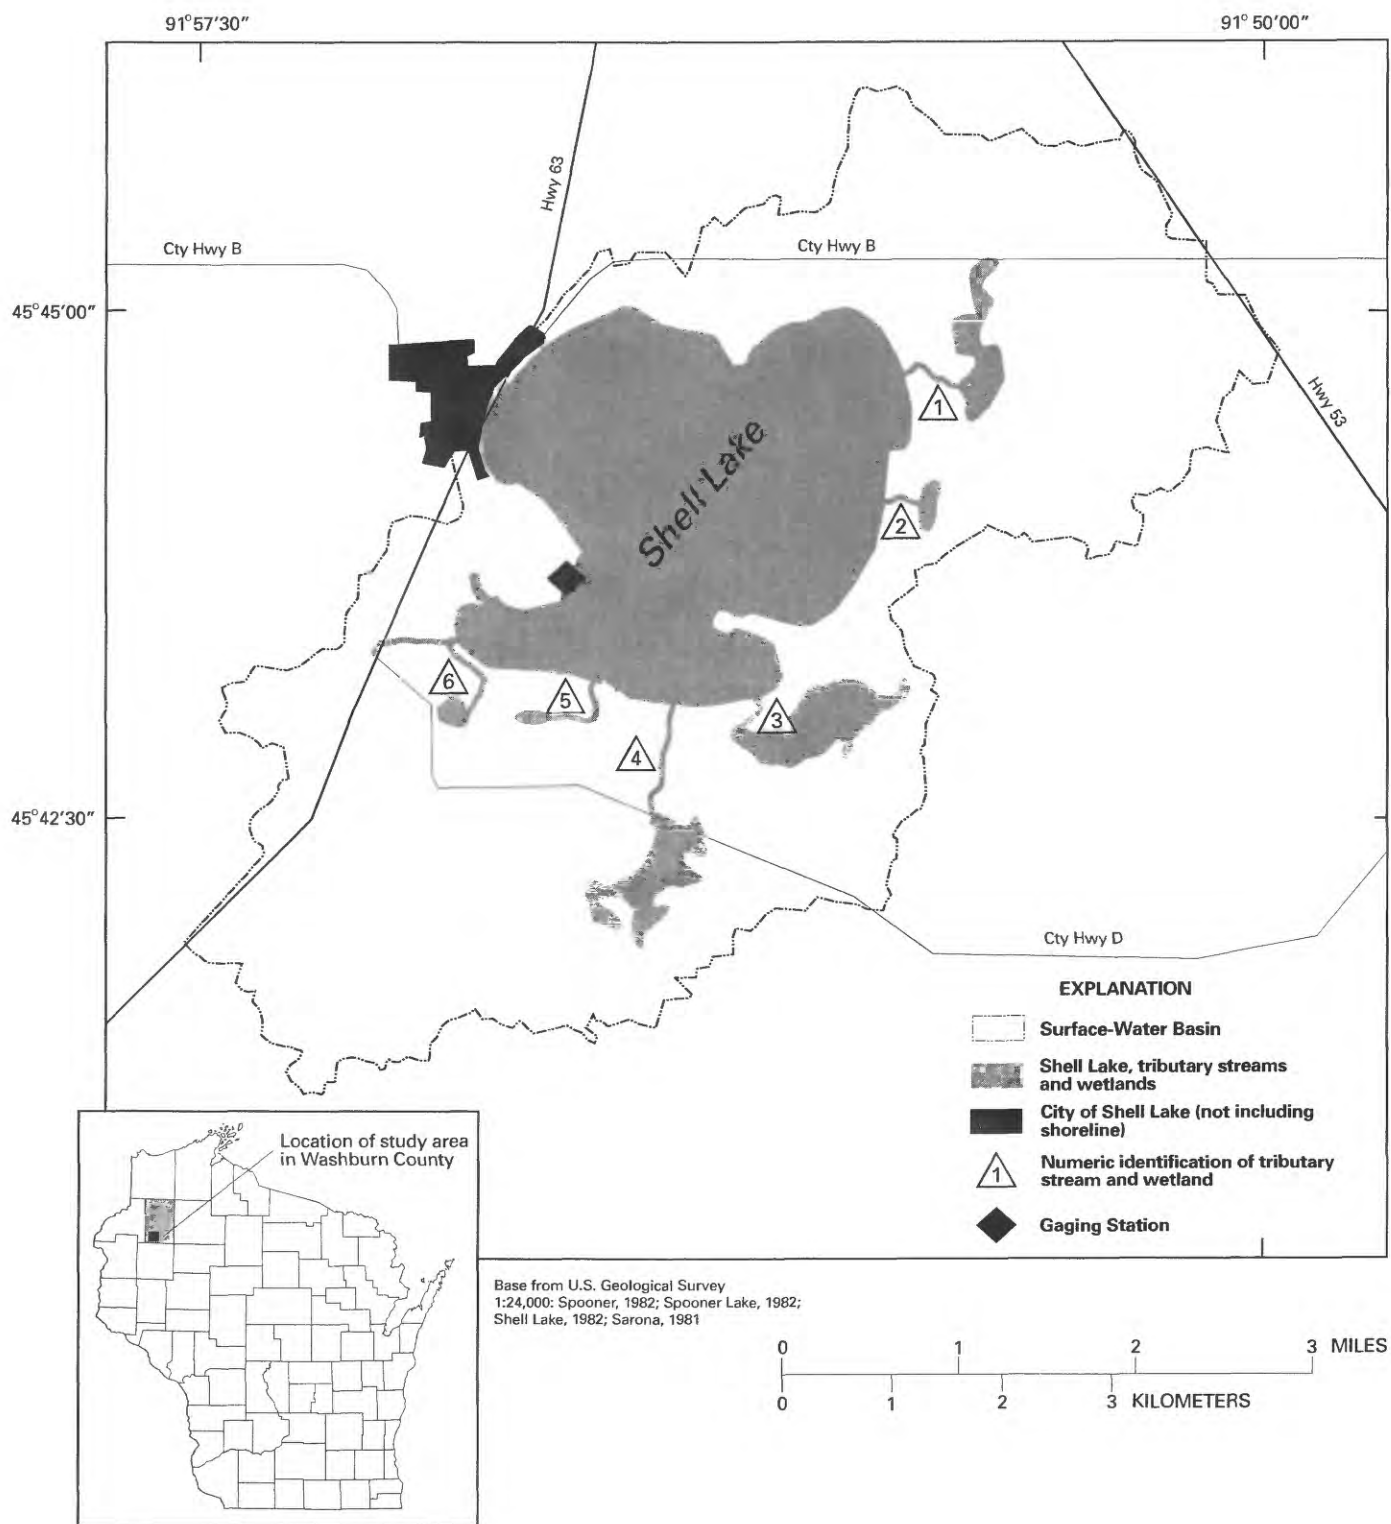 91°57'30"
91°50'00"
Hwy 63
Cty Hwy B
Cty Hwy B
45°45'00"
Hwy 53
1
Shell Lake
2
6
5
3
4
45°42'30"
Cty Hwy D
EXPLANATION
Surface-Water Basin
Shell Lake, tributary streams
and wetlands
City of Shell Lake (not including
shoreline)
1
Numeric identification of tributary
stream and wetland
Gaging Station
Location of study area
in Washburn County
Base from U.S. Geological Survey
1:24,000: Spooner, 1982; Spooner Lake, 1982;
Shell Lake, 1982; Sarona, 1981
0 1 2 3 MILES
0 1 2 3 KILOMETERS